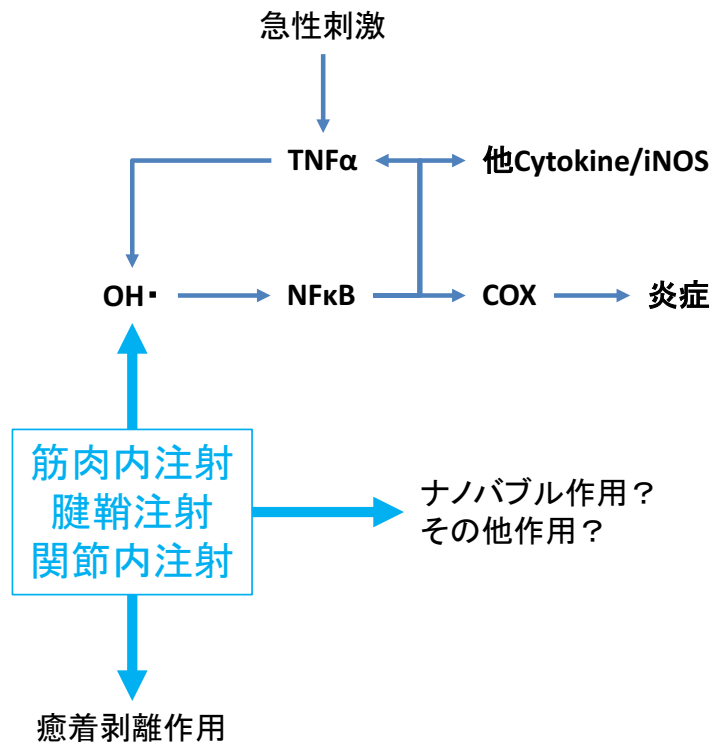 急性刺激
TNFα
他Cytokine/iNOS
OH・
NFκB
COX
炎症
筋肉内注射
腱鞘注射
関節内注射
ナノバブル作用？
その他作用？
癒着剥離作用